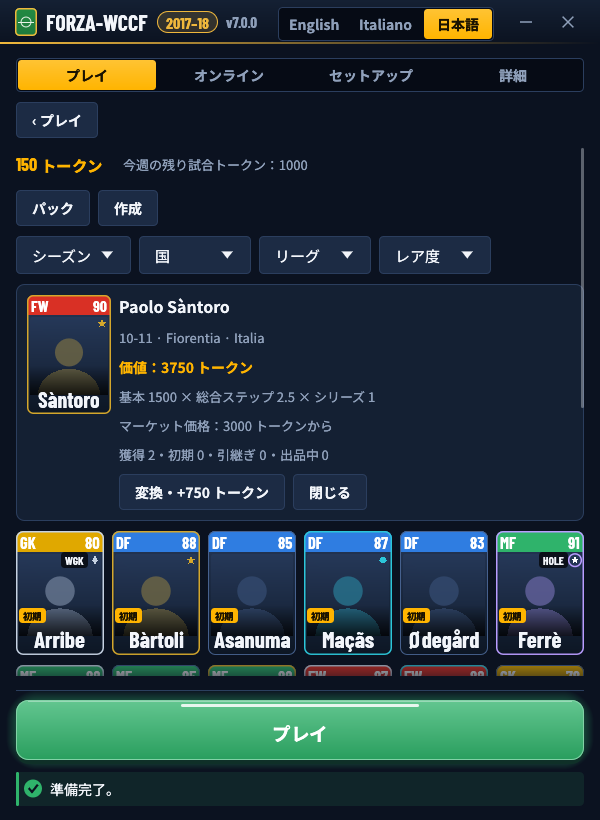 FORZA-WCCF 2017-18 v7.0.0 English Italiano 日本語
プレイ オンライン セットアップ 詳細
‹ プレイ
150 トークン 今週の残り試合トークン：1000
パック 作成
シーズン ▼ 国 ▼ リーグ ▼ レア度 ▼
FW 90 Paolo Sàntoro
10-11 · Fiorentia · Italia
価値：3750 トークン
Sàntoro 基本 1500 × 総合ステップ 2.5 × シリーズ 1
マーケット価格：3000 トークンから
獲得 2・初期 0・引継ぎ 0・出品中 0
変換・+750 トークン 閉じる
GK 80 DF 88 DF 85 DF 87 DF 83 MF 91
WGK HOLE
初期 初期 初期 初期 初期 初期
Arribe Bàrtoli Asanuma Maçãs Ødegård Ferrè
プレイ
準備完了。